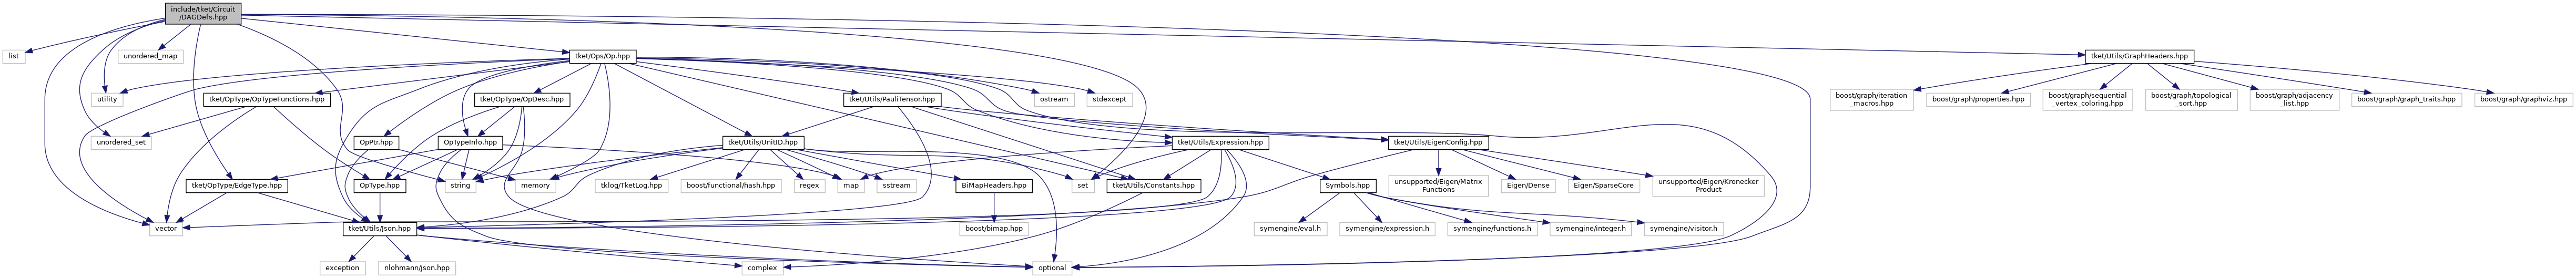 include/tket/Circuit
/DAGDefs.hpp
list
unordered_map
tket/Ops/Op.hpp
tket/Utils/GraphHeaders.hpp
utility
tket/OpType/OpTypeFunctions.hpp
tket/OpType/OpDesc.hpp
tket/Utils/PauliTensor.hpp
ostream
stdexcept
boost/graph/iteration
_macros.hpp
boost/graph/properties.hpp
boost/graph/sequential
_vertex_coloring.hpp
boost/graph/topological
_sort.hpp
boost/graph/adjacency
_list.hpp
boost/graph/graph_traits.hpp
boost/graph/graphviz.hpp
unordered_set
OpPtr.hpp
OpTypeInfo.hpp
tket/Utils/UnitID.hpp
tket/Utils/Expression.hpp
tket/Utils/EigenConfig.hpp
tket/OpType/EdgeType.hpp
OpType.hpp
string
memory
tklog/TketLog.hpp
boost/functional/hash.hpp
regex
map
sstream
BiMapHeaders.hpp
set
tket/Utils/Constants.hpp
Symbols.hpp
unsupported/Eigen/Matrix
Functions
Eigen/Dense
Eigen/SparseCore
unsupported/Eigen/Kronecker
Product
vector
tket/Utils/Json.hpp
boost/bimap.hpp
symengine/eval.h
symengine/expression.h
symengine/functions.h
symengine/integer.h
symengine/visitor.h
exception
nlohmann/json.hpp
complex
optional